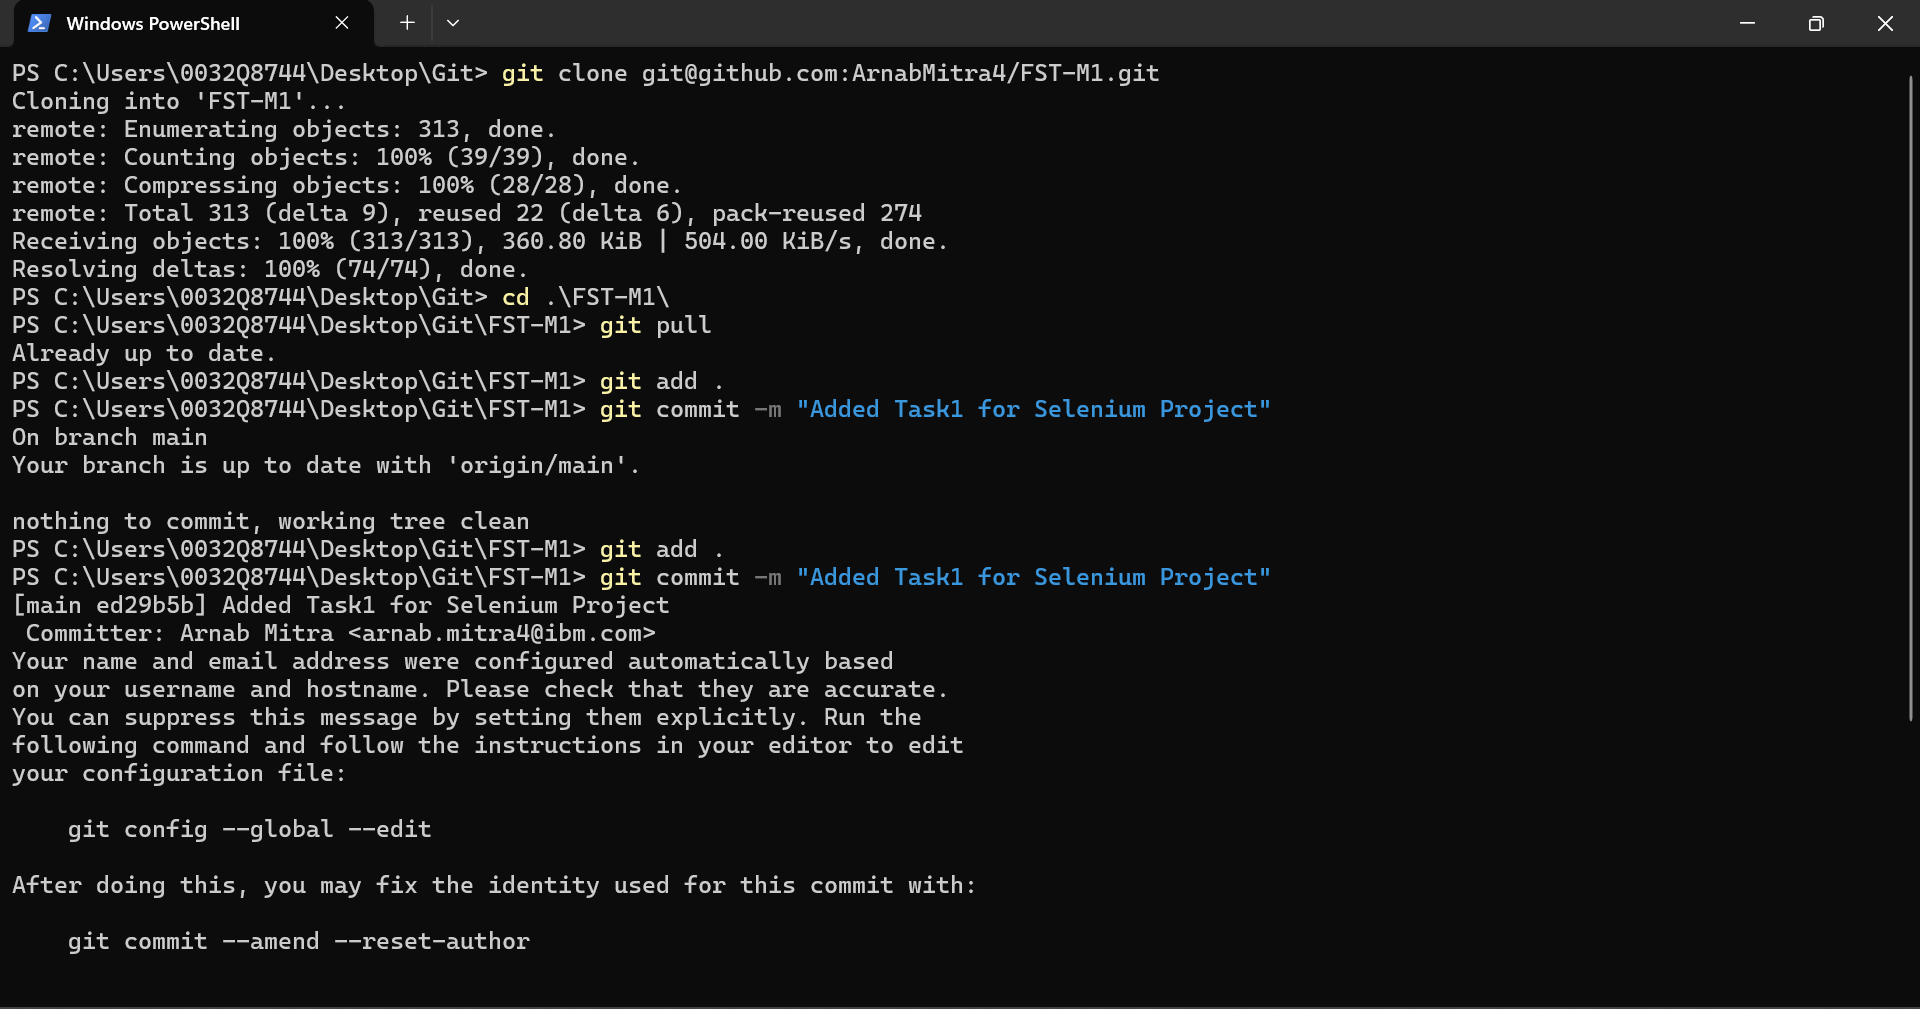 Windows PowerShell
PS C:\Users\0032Q8744\Desktop\Git> git clone git@github.com:ArnabMitra4/FST-M1.git
Cloning into 'FST-M1'...
remote: Enumerating objects: 313, done.
remote: Counting objects: 100% (39/39), done.
remote: Compressing objects: 100% (28/28), done.
remote: Total 313 (delta 9), reused 22 (delta 6), pack-reused 274
Receiving objects: 100% (313/313), 360.80 KiB | 504.00 KiB/s, done.
Resolving deltas: 100% (74/74), done.
PS C:\Users\0032Q8744\Desktop\Git> cd .\FST-M1\
PS C:\Users\0032Q8744\Desktop\Git\FST-M1> git pull
Already up to date.
PS C:\Users\0032Q8744\Desktop\Git\FST-M1> git add .
PS C:\Users\0032Q8744\Desktop\Git\FST-M1> git commit -m "Added Task1 for Selenium Project"
On branch main
Your branch is up to date with 'origin/main'.

nothing to commit, working tree clean
PS C:\Users\0032Q8744\Desktop\Git\FST-M1> git add .
PS C:\Users\0032Q8744\Desktop\Git\FST-M1> git commit -m "Added Task1 for Selenium Project"
[main ed29b5b] Added Task1 for Selenium Project
 Committer: Arnab Mitra <arnab.mitra4@ibm.com>
Your name and email address were configured automatically based
on your username and hostname. Please check that they are accurate.
You can suppress this message by setting them explicitly. Run the
following command and follow the instructions in your editor to edit
your configuration file:

    git config --global --edit

After doing this, you may fix the identity used for this commit with:

    git commit --amend --reset-author